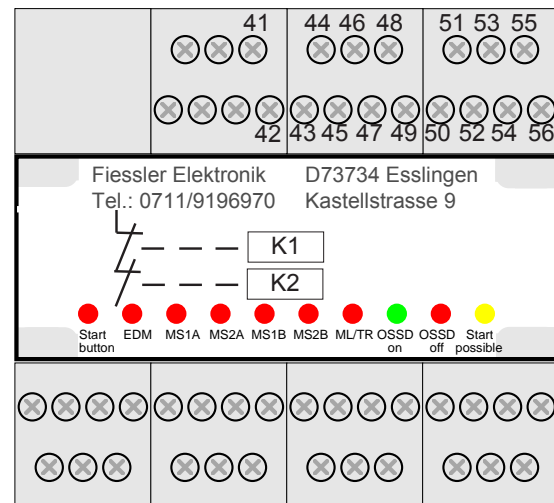 41 44 46 48 51 53 55
42 43 45 47 49 50 52 54 56
Fiessler Elektronik D73734 Esslingen
Tel.: 0711/9196970 Kastellstrasse 9
K1
K2
Start button EDM MS1A MS2A MS1B MS2B ML/TR OSSD on OSSD off Start possible